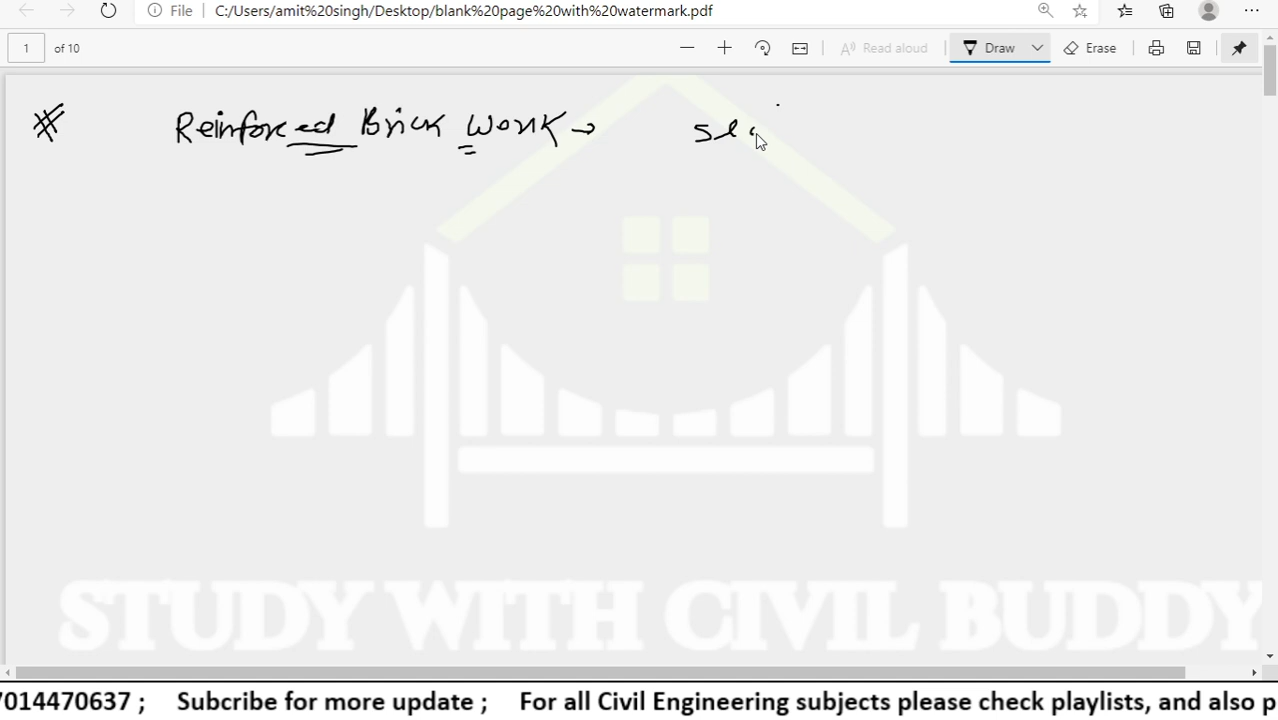 File C:/Users/amit%20singh/Desktop/blank%20page%20with%20watermark.pdf
1 of 10 Read aloud Draw Erase
Reinforced Brick Work →
STUDY WITH CIVIL BUDDY
7014470637 ; Subcribe for more update ; For all Civil Engineering subjects please check playlists, and also p